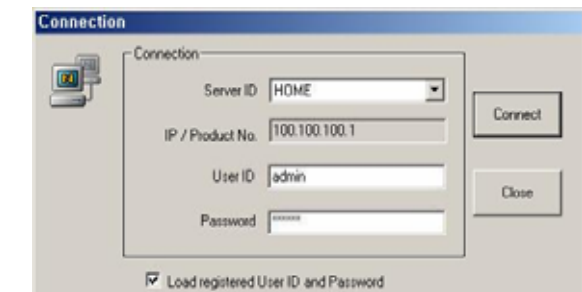 Connection
Connection
Server ID HOME
Connect
IP / Product No. 100.100.100.1
User ID admin
Close
Password ******
Load registered User ID and Password